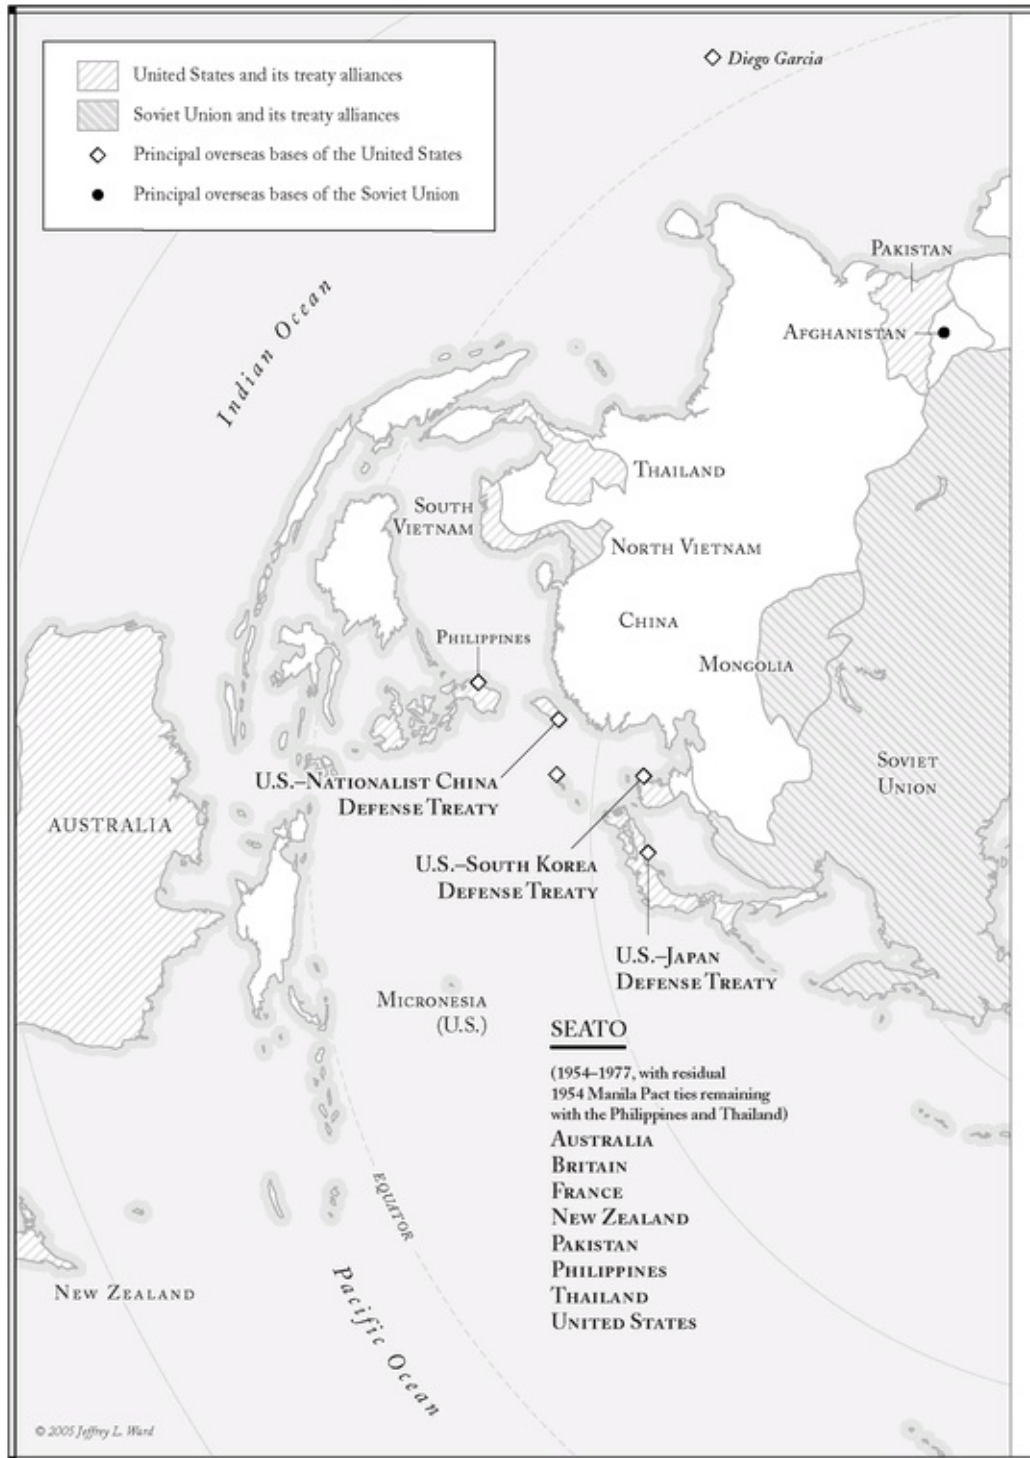 United States and its treaty alliances
Soviet Union and its treaty alliances
Principal overseas bases of the United States
Principal overseas bases of the Soviet Union
Diego Garcia
Indian Ocean
PAKISTAN
AFGHANISTAN
THAILAND
SOUTH
VIETNAM
NORTH VIETNAM
CHINA
PHILIPPINES
MONGOLIA
SOVIET
UNION
U.S.–NATIONALIST CHINA
DEFENSE TREATY
AUSTRALIA
U.S.–SOUTH KOREA
DEFENSE TREATY
U.S.–JAPAN
DEFENSE TREATY
MICRONESIA
(U.S.)
SEATO
(1954–1977, with residual
1954 Manila Pact ties remaining
with the Philippines and Thailand)
AUSTRALIA
BRITAIN
FRANCE
NEW ZEALAND
PAKISTAN
PHILIPPINES
THAILAND
UNITED STATES
EQUATOR
NEW ZEALAND
Pacific Ocean
© 2005 Jeffrey L. Ward